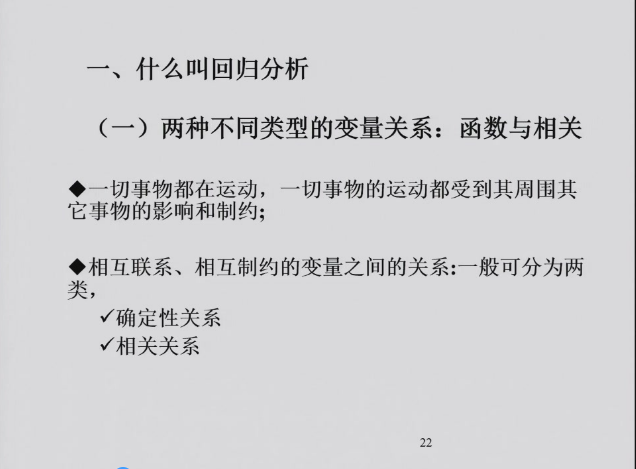 一、什么叫回归分析
（一）两种不同类型的变量关系：函数与相关
◆一切事物都在运动，一切事物的运动都受到其周围其
它事物的影响和制约；
◆相互联系、相互制约的变量之间的关系:一般可分为两
类，
✓确定性关系
✓相关关系
22